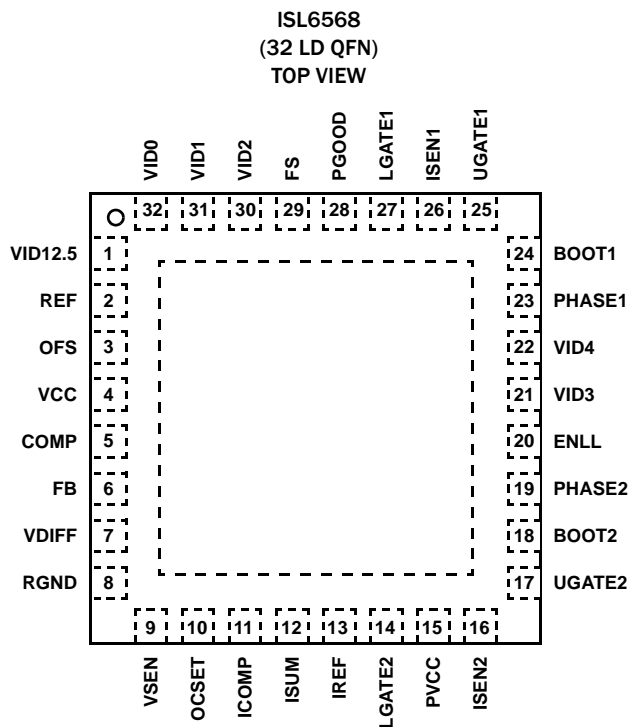 ISL6568
(32 LD QFN)
TOP VIEW
VID0
VID1
VID2
FS
PGOOD
LGATE1
ISEN1
UGATE1
32 31 30 29 28 27 26 25
VID12.5 1 24 BOOT1
REF 2 23 PHASE1
OFS 3 22 VID4
VCC 4 21 VID3
COMP 5 20 ENLL
FB 6 19 PHASE2
VDIFF 7 18 BOOT2
RGND 8 17 UGATE2
9 10 11 12 13 14 15 16
VSEN
OCSET
ICOMP
ISUM
IREF
LGATE2
PVCC
ISEN2